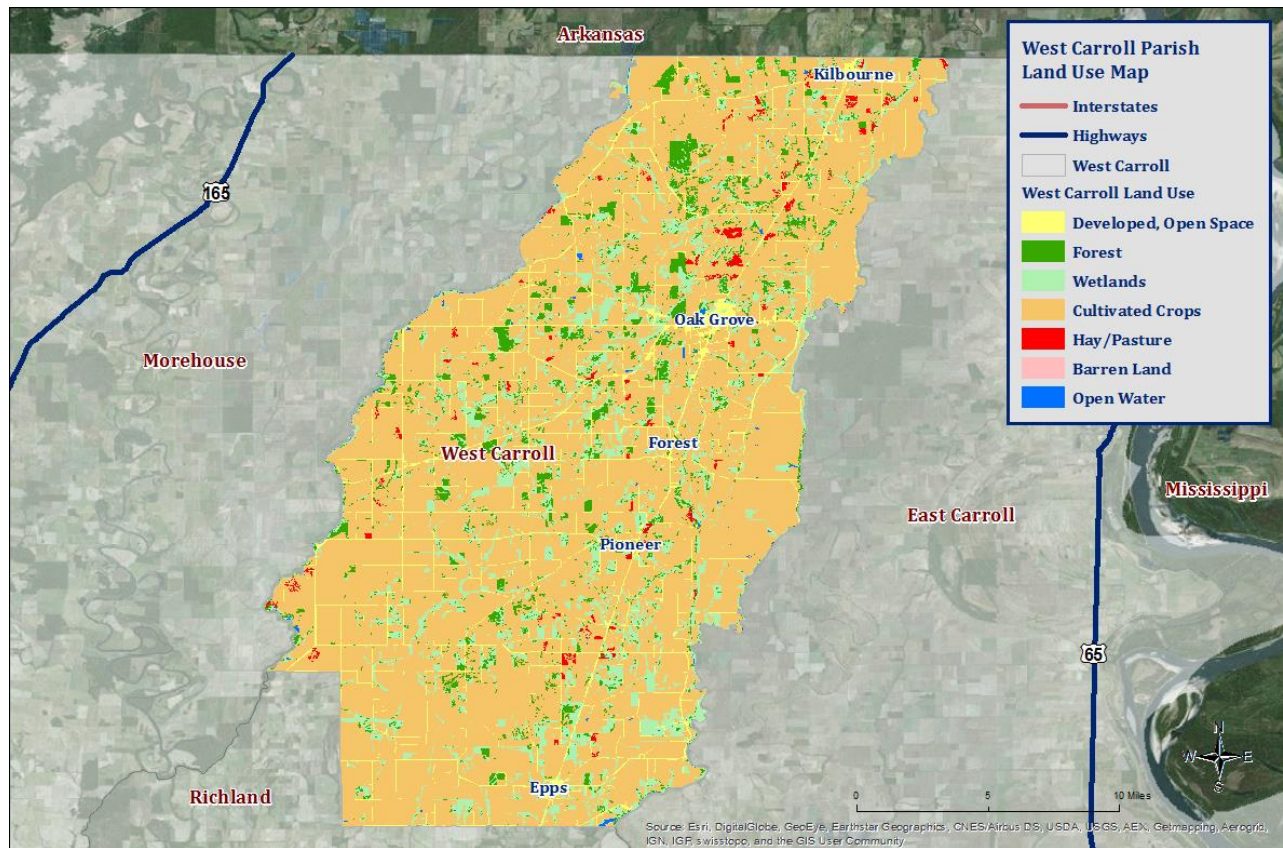 Arkansas
West Carroll Parish
Land Use Map
Interstates
Highways
West Carroll
West Carroll Land Use
Developed, Open Space
Forest
Wetlands
Cultivated Crops
Hay/Pasture
Barren Land
Open Water
Kilbourne
165
Oak Grove
Morehouse
West Carroll
Forest
Mississippi
East Carroll
Pioneer
65
N
W E
S
Epps
Richland
0 5 10 Miles
Source: Esri, DigitalGlobe, GeoEye, Earthstar Geographics, CNES/Airbus DS, USDA, USGS, AEX, Getmapping, Aerogrid,
IGN, IGP, swisstopo, and the GIS User Community